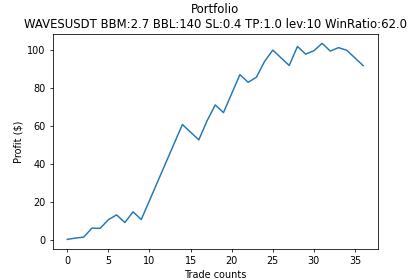 Portfolio
WAVESUSDT BBM:2.7 BBL:140 SL:0.4 TP:1.0 lev:10 WinRatio:62.0
100
80
60
40
20
0
Profit ($)
0 5 10 15 20 25 30 35
Trade counts